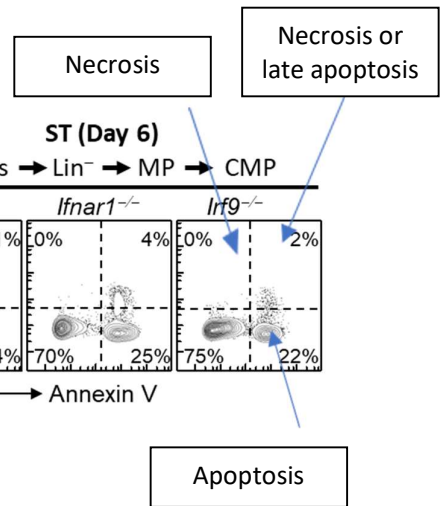 Necrosis
Necrosis or
late apoptosis
ST (Day 6)
s → Lin⁻ → MP → CMP
Ifnar1⁻/⁻ Irf9⁻/⁻
% 0% 4% 0% 2%
4% 70% 25% 75% 22%
→ Annexin V
Apoptosis